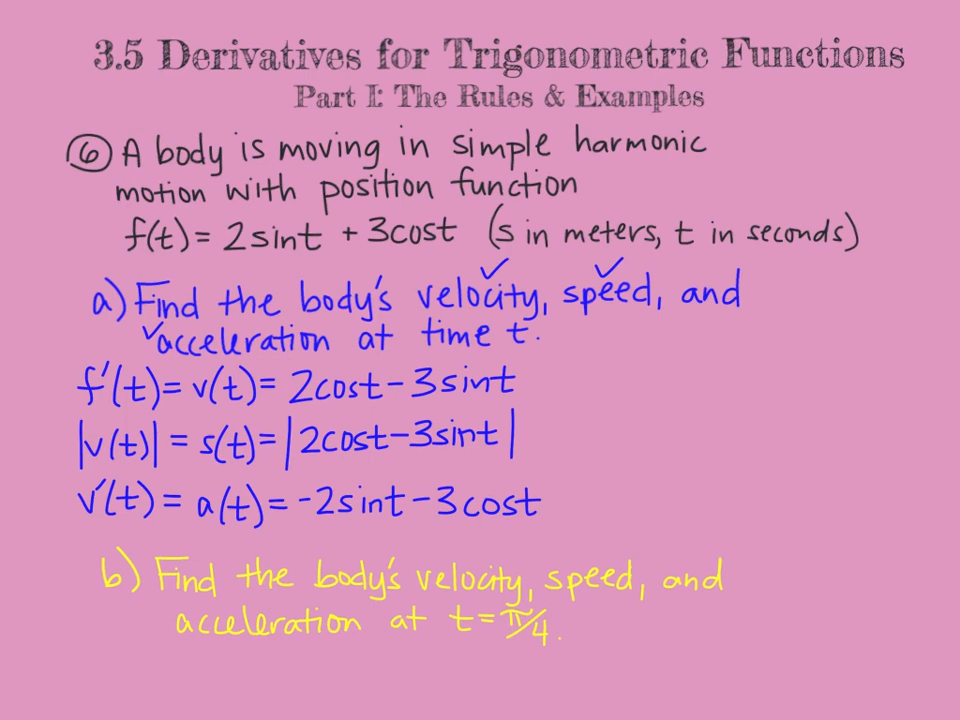 3.5 Derivatives for Trigonometric Functions
Part I: The Rules & Examples
⑥ A body is moving in simple harmonic
motion with position function
f(t) = 2sint + 3cost (s in meters, t in seconds)
a) Find the body's velocity, speed, and
acceleration at time t.
f'(t) = v(t) = 2cost - 3sint
|v(t)| = s(t) = |2cost - 3sint|
v'(t) = a(t) = -2sint - 3cost
b) Find the body's velocity, speed, and
acceleration at t = π/4.